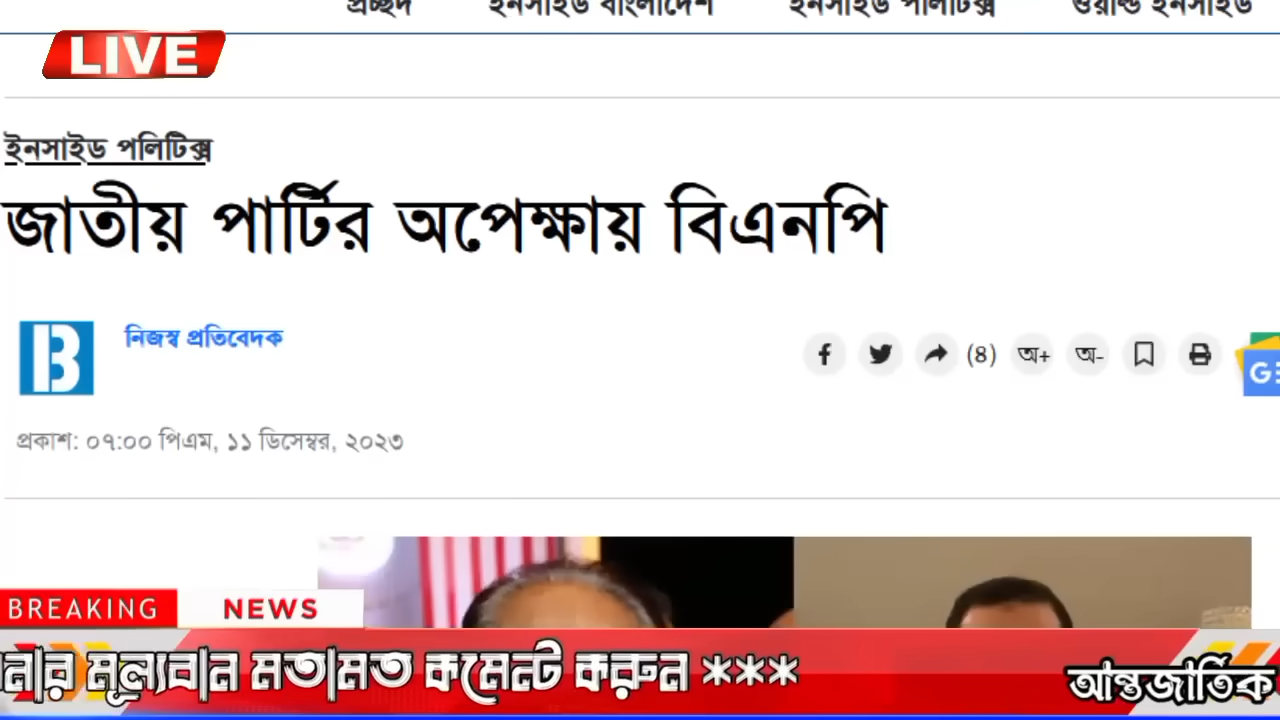 প্রচ্ছদ ইনসাইড বাংলাদেশ ইনসাইড পলিটিক্স ওয়ার্ল্ড ইনসাইড
LIVE
ইনসাইড পলিটিক্স
জাতীয় পার্টির অপেক্ষায় বিএনপি
নিজস্ব প্রতিবেদক
(৪) অ+ অ-
প্রকাশ: ০৭:০০ পিএম, ১১ ডিসেম্বর, ২০২৩
BREAKING NEWS
মূল্যবান মতামত কমেন্ট করুন ***
আন্তর্জাতিক